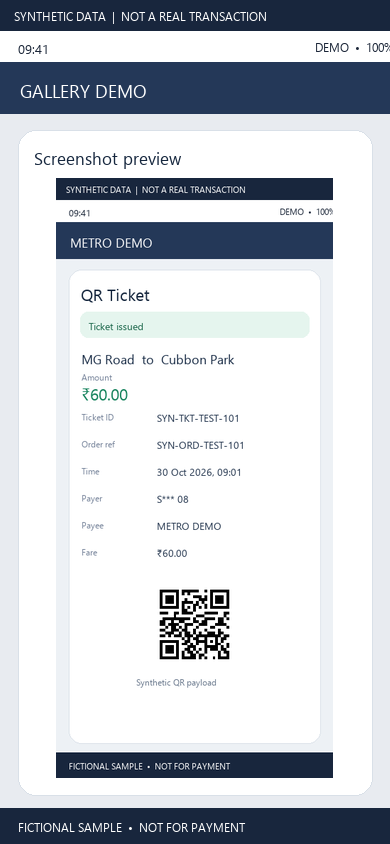 SYNTHETIC DATA | NOT A REAL TRANSACTION
09:41 DEMO • 100%
GALLERY DEMO
Screenshot preview
SYNTHETIC DATA | NOT A REAL TRANSACTION
09:41 DEMO • 100%
METRO DEMO
QR Ticket
Ticket issued
MG Road to Cubbon Park
Amount
₹60.00
Ticket ID SYN-TKT-TEST-101
Order ref SYN-ORD-TEST-101
Time 30 Oct 2026, 09:01
Payer S*** 08
Payee METRO DEMO
Fare ₹60.00
Synthetic QR payload
FICTIONAL SAMPLE • NOT FOR PAYMENT
FICTIONAL SAMPLE • NOT FOR PAYMENT